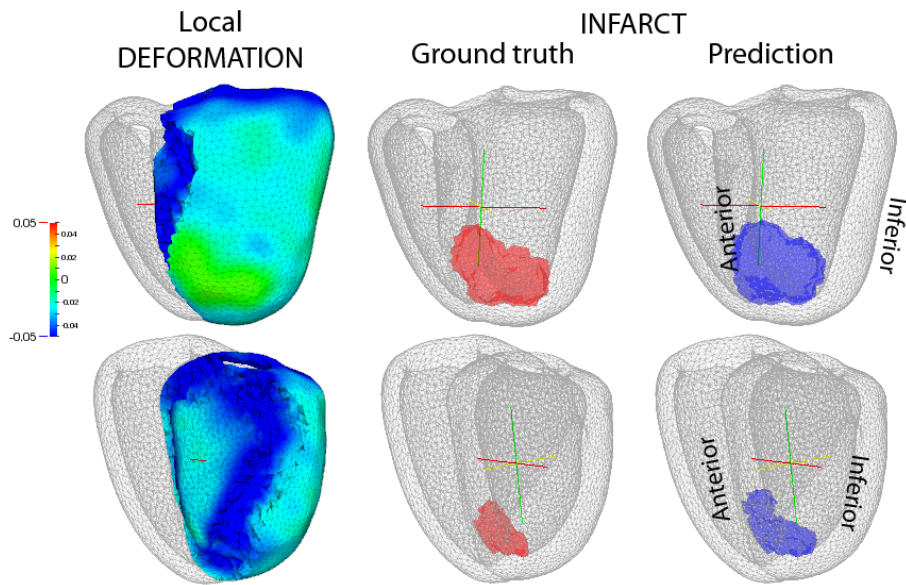 Local
DEFORMATION
INFARCT
Ground truth
Prediction
0.05
0.04
0.02
0
-0.02
-0.04
-0.05
Anterior
Inferior
Anterior
Inferior